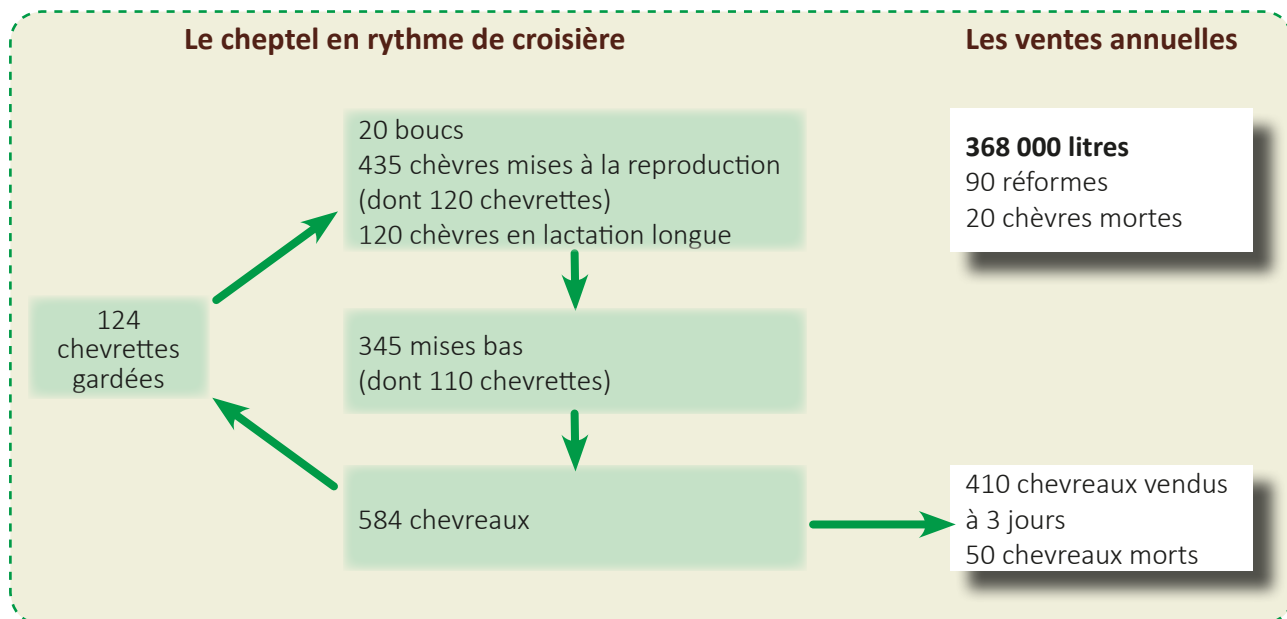 Le cheptel en rythme de croisière
Les ventes annuelles
20 boucs
435 chèvres mises à la reproduction
(dont 120 chevrettes)
120 chèvres en lactation longue
368 000 litres
90 réformes
20 chèvres mortes
124
chevrettes
gardées
345 mises bas
(dont 110 chevrettes)
584 chevreaux
410 chevreaux vendus
à 3 jours
50 chevreaux morts